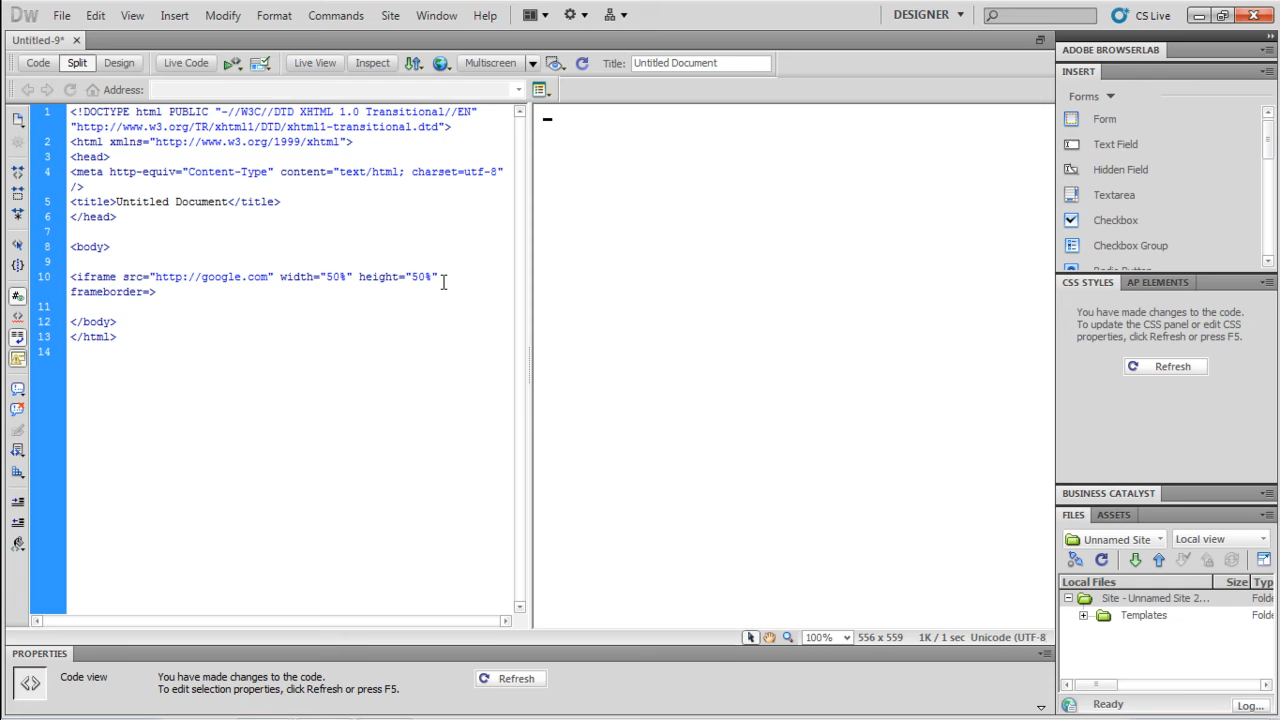 Dw File Edit View Insert Modify Format Commands Site Window Help DESIGNER CS Live
Untitled-9*
Code Split Design Live Code Live View Inspect Multiscreen Title: Untitled Document
Address:
1 <!DOCTYPE html PUBLIC "-//W3C//DTD XHTML 1.0 Transitional//EN"
"http://www.w3.org/TR/xhtml1/DTD/xhtml1-transitional.dtd">
2 <html xmlns="http://www.w3.org/1999/xhtml">
3 <head>
4 <meta http-equiv="Content-Type" content="text/html; charset=utf-8"
/>
5 <title>Untitled Document</title>
6 </head>
7
8 <body>
9
10 <iframe src="http://google.com" width="50%" height="50%"
frameborder=>
11
12 </body>
13 </html>
14
ADOBE BROWSERLAB
INSERT
Forms
Form
Text Field
Hidden Field
Textarea
Checkbox
Checkbox Group
Radio Button
CSS STYLES AP ELEMENTS
You have made changes to the code.
To update the CSS panel or edit CSS
properties, click Refresh or press F5.
Refresh
BUSINESS CATALYST
FILES ASSETS
Unnamed Site Local view
Local Files Size Typ
Site - Unnamed Site 2... Folde
Templates Folde
Ready Log...
100% 556 x 559 1K / 1 sec Unicode (UTF-8
PROPERTIES
Code view You have made changes to the code. Refresh
To edit selection properties, click Refresh or press F5.